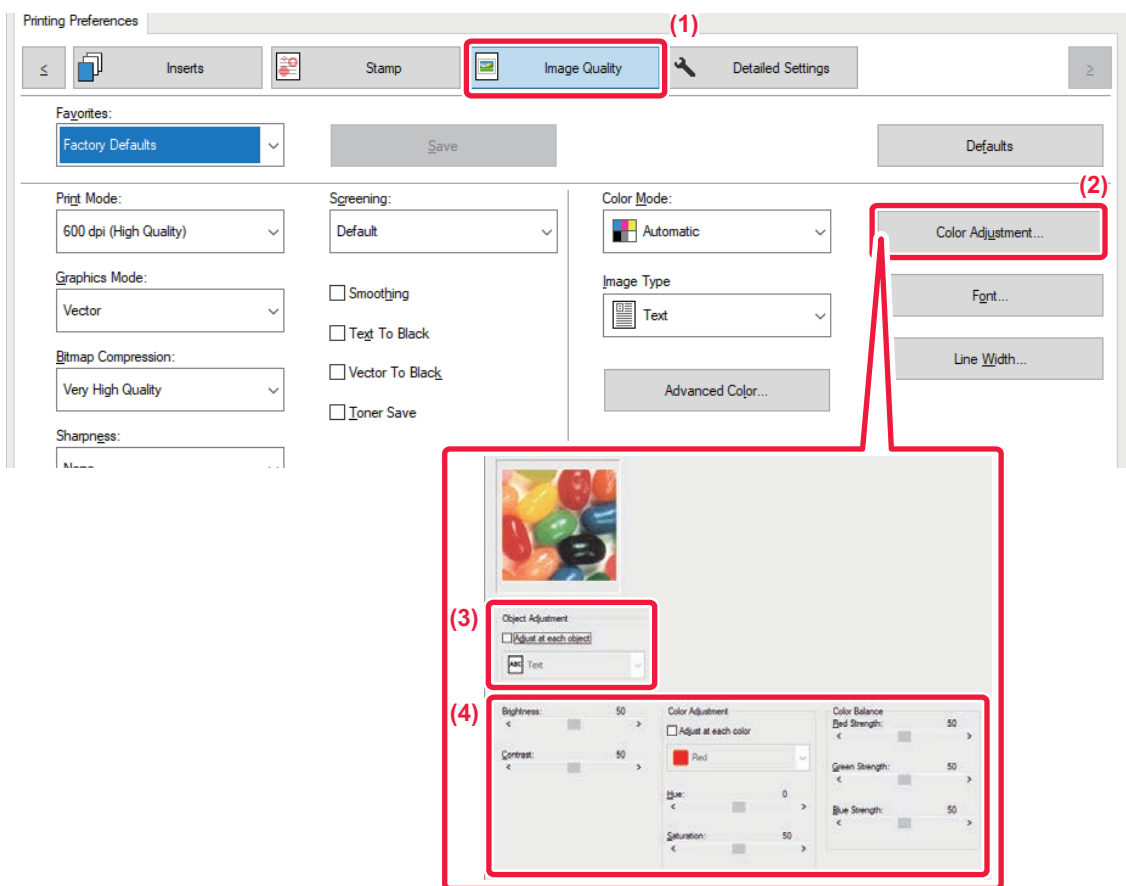 Printing Preferences
(1)
≤ Inserts Stamp Image Quality Detailed Settings ≥
Favorites:
Factory Defaults Save Defaults
(2)
Print Mode: Screening: Color Mode:
600 dpi (High Quality) Default Automatic Color Adjustment...
Graphics Mode: Image Type
Smoothing Font...
Vector Text
Text To Black
Bitmap Compression: Line Width...
Vector To Black
Very High Quality Advanced Color...
Toner Save
Sharpness:
None
(3)
Object Adjustment
Adjust at each object
ABC Text
(4)
Brightness: 50 Color Adjustment Color Balance
< > Adjust at each color Red Strength: 50
< >
Contrast: 50 Red
< > Green Strength: 50
< >
Hue: 0
< > Blue Strength: 50
< >
Saturation: 50
< >